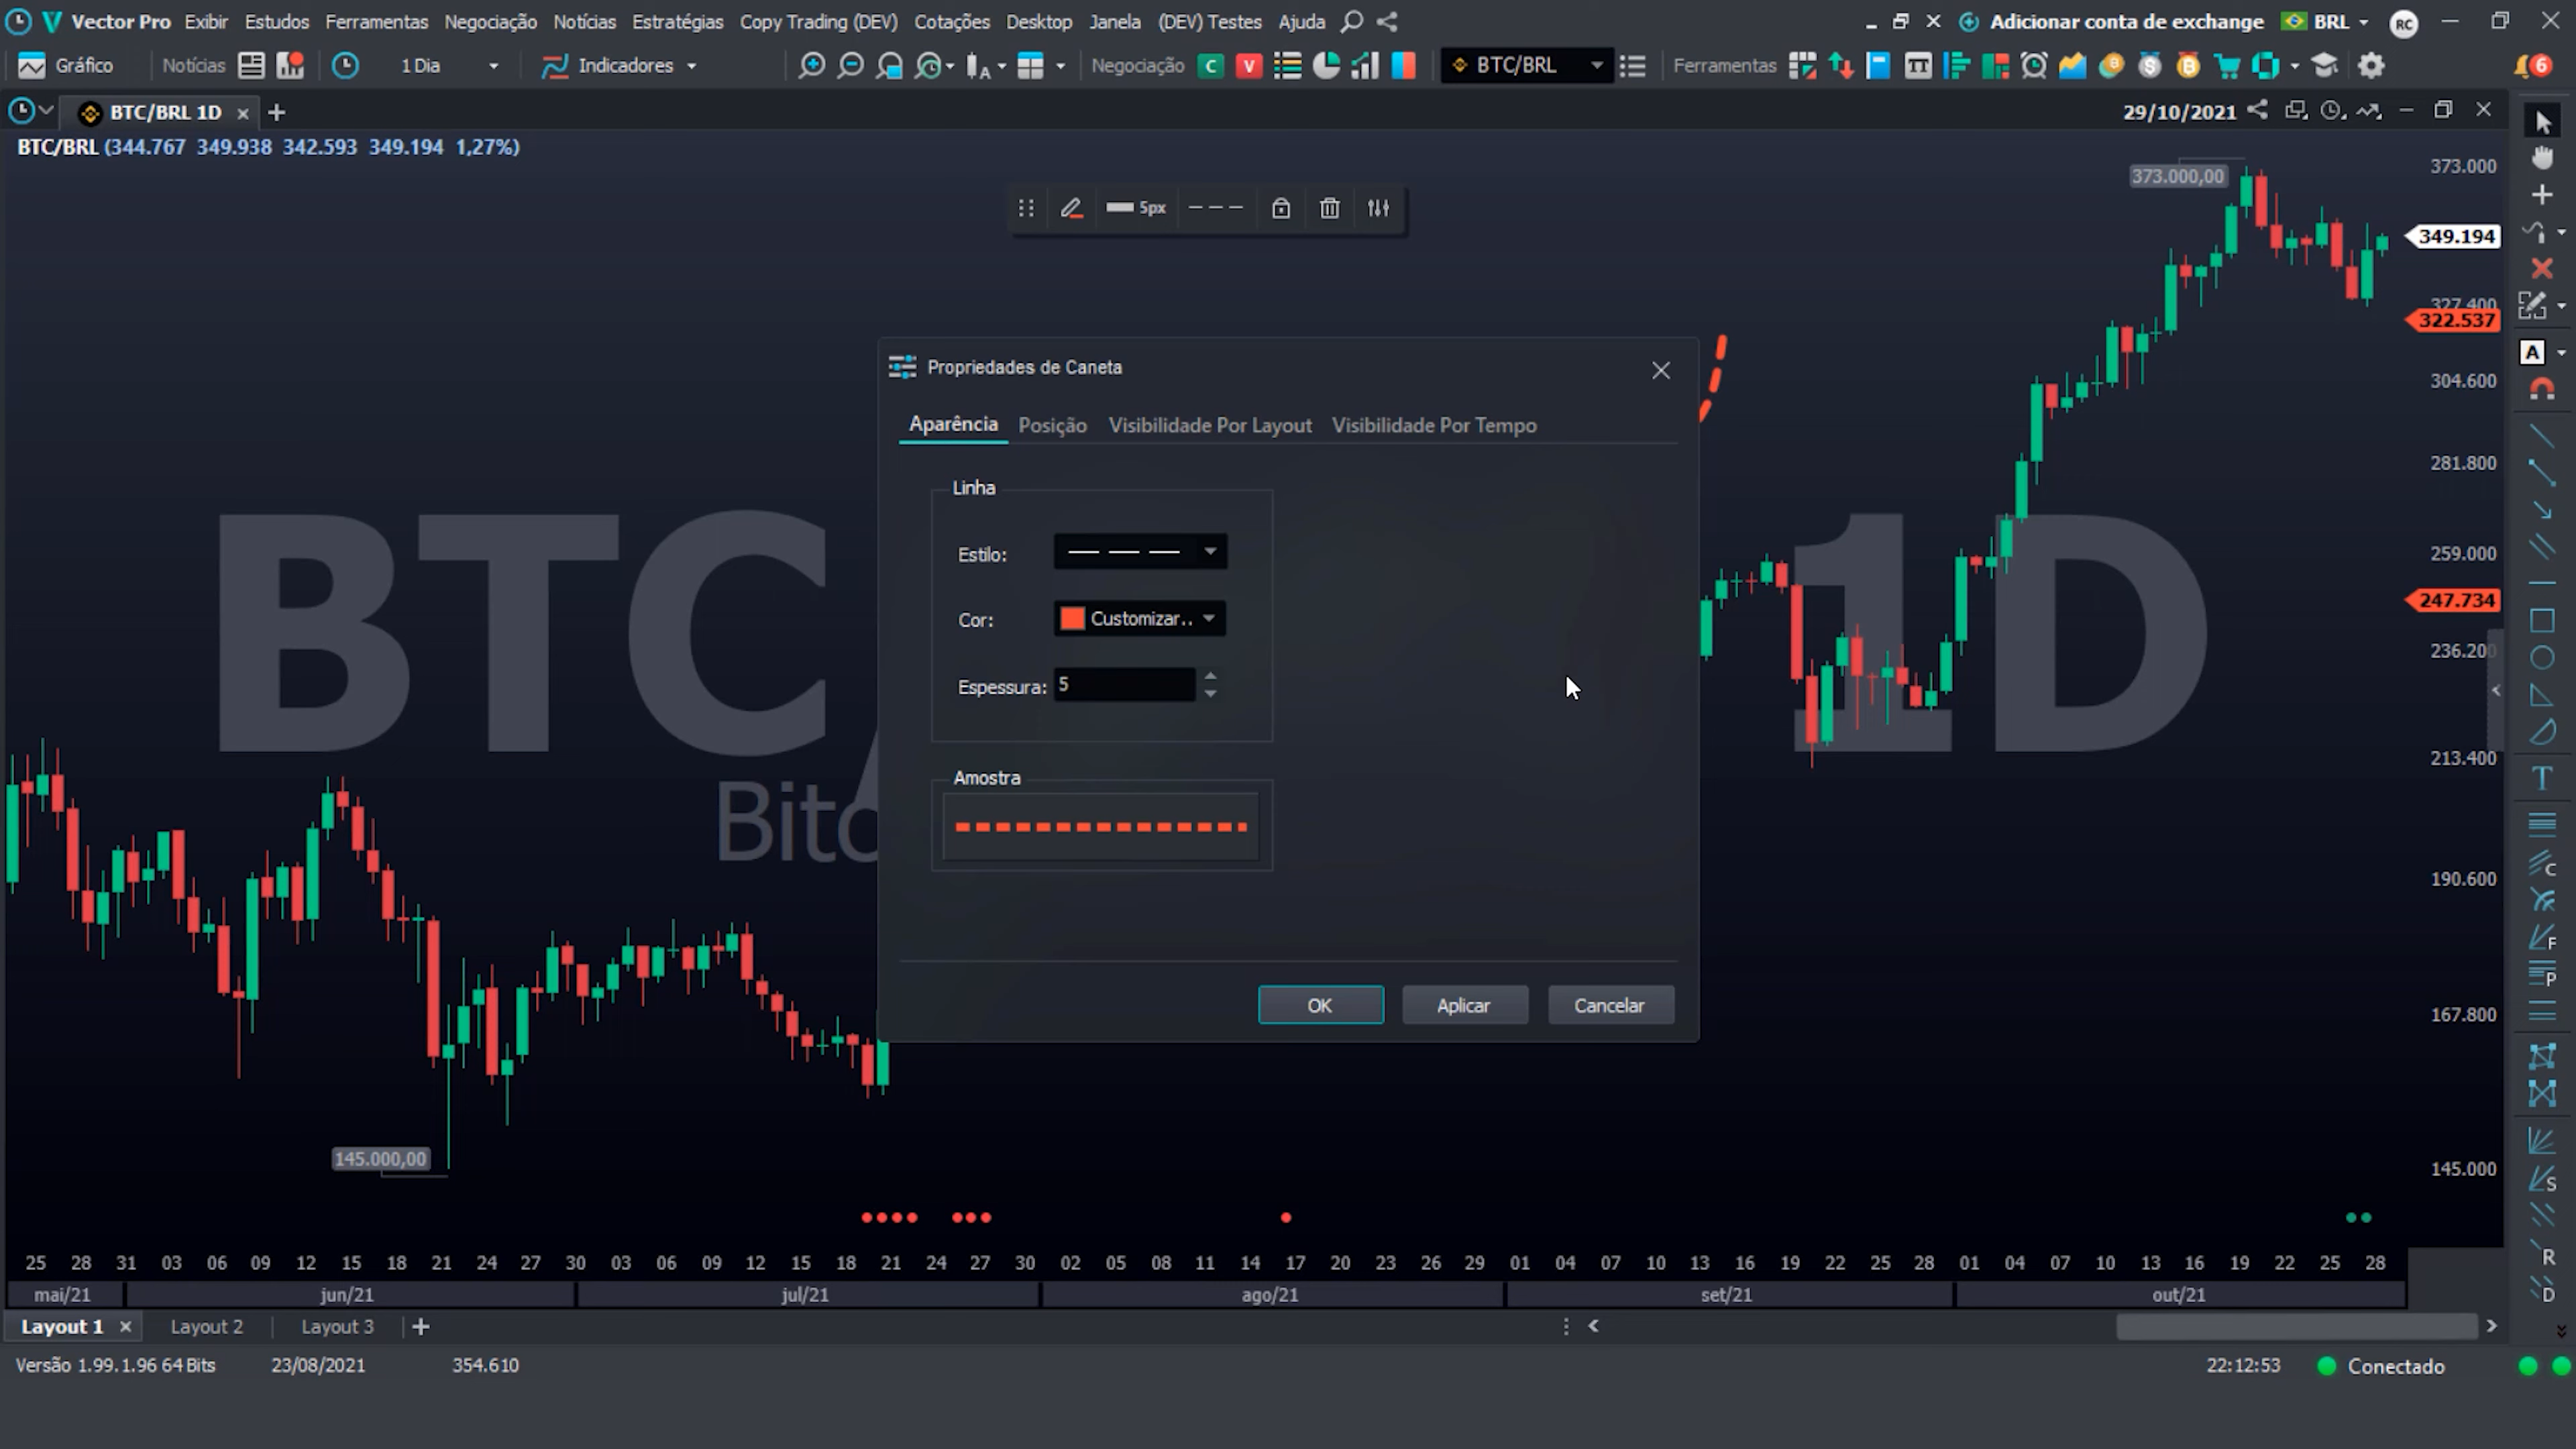 Vector Pro Exibir Estudos Ferramentas Negociação Notícias Estratégias Copy Trading (DEV) Cotações Desktop Janela (DEV) Testes Ajuda Adicionar conta de exchange BRL RC
Gráfico Notícias 1 Dia Indicadores Negociação C V BTC/BRL Ferramentas 6
BTC/BRL 1D 29/10/2021
BTC/BRL (344.767 349.938 342.593 349.194 1,27%)
373.000
373.000,00
5px
349.194
327.400
322.537
A
Propriedades de Caneta
304.600
Aparência Posição Visibilidade Por Layout Visibilidade Por Tempo
281.800
Linha
Estilo:
259.000
247.734
Cor: Customizar..
BTC/ 1D
236.200
Espessura: 5
213.400
Amostra
T
Bitc
190.600
C
F
P
OK Aplicar Cancelar
167.800
145.000,00
145.000
S
25 28 31 03 06 09 12 15 18 21 24 27 30 03 06 09 12 15 18 21 24 27 30 02 05 08 11 14 17 20 23 26 29 01 04 07 10 13 16 19 22 25 28 01 04 07 10 13 16 19 22 25 28
R
mai/21 jun/21 jul/21 ago/21 set/21 out/21
D
Layout 1 Layout 2 Layout 3
Versão 1.99.1.96 64 Bits 23/08/2021 354.610 22:12:53 Conectado